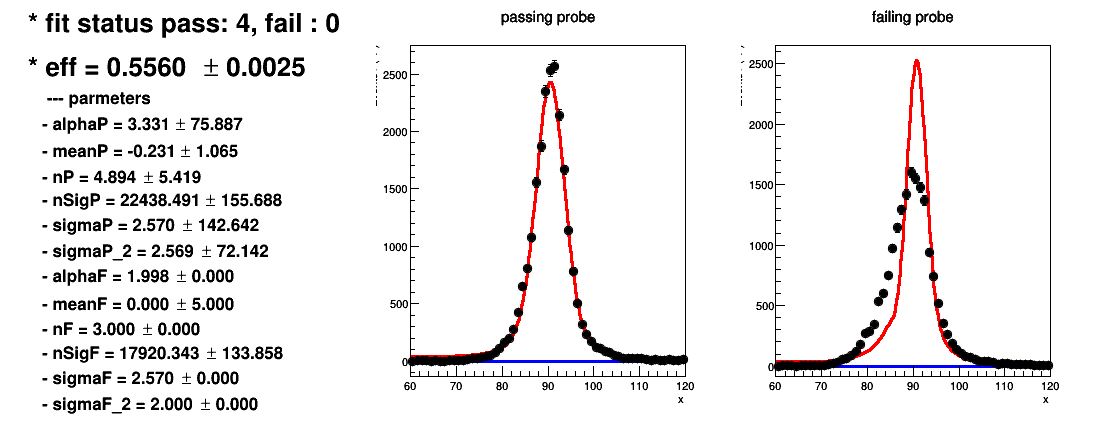 * fit status pass: 4, fail : 0
* eff = 0.5560 ± 0.0025
--- parmeters
- alphaP = 3.331 ± 75.887
- meanP = -0.231 ± 1.065
- nP = 4.894 ± 5.419
- nSigP = 22438.491 ± 155.688
- sigmaP = 2.570 ± 142.642
- sigmaP_2 = 2.569 ± 72.142
- alphaF = 1.998 ± 0.000
- meanF = 0.000 ± 5.000
- nF = 3.000 ± 0.000
- nSigF = 17920.343 ± 133.858
- sigmaF = 2.570 ± 0.000
- sigmaF_2 = 2.000 ± 0.000
passing probe
2500
2000
1500
1000
500
0
60 70 80 90 100 110 120
x
failing probe
2500
2000
1500
1000
500
0
60 70 80 90 100 110 120
x